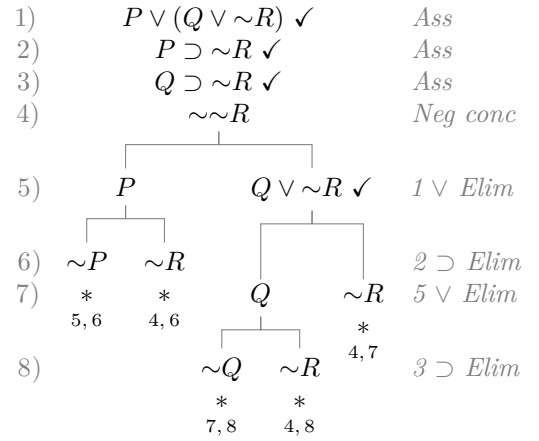 1) P ∨ (Q ∨ ∼R) ✓ Ass
2) P ⊃ ∼R ✓ Ass
3) Q ⊃ ∼R ✓ Ass
4) ∼∼R Neg conc
5) P Q ∨ ∼R ✓ 1 ∨ Elim
6) ∼P ∼R 2 ⊃ Elim
7) * * Q ∼R 5 ∨ Elim
5, 6 4, 6 *
4, 7
8) ∼Q ∼R 3 ⊃ Elim
* *
7, 8 4, 8